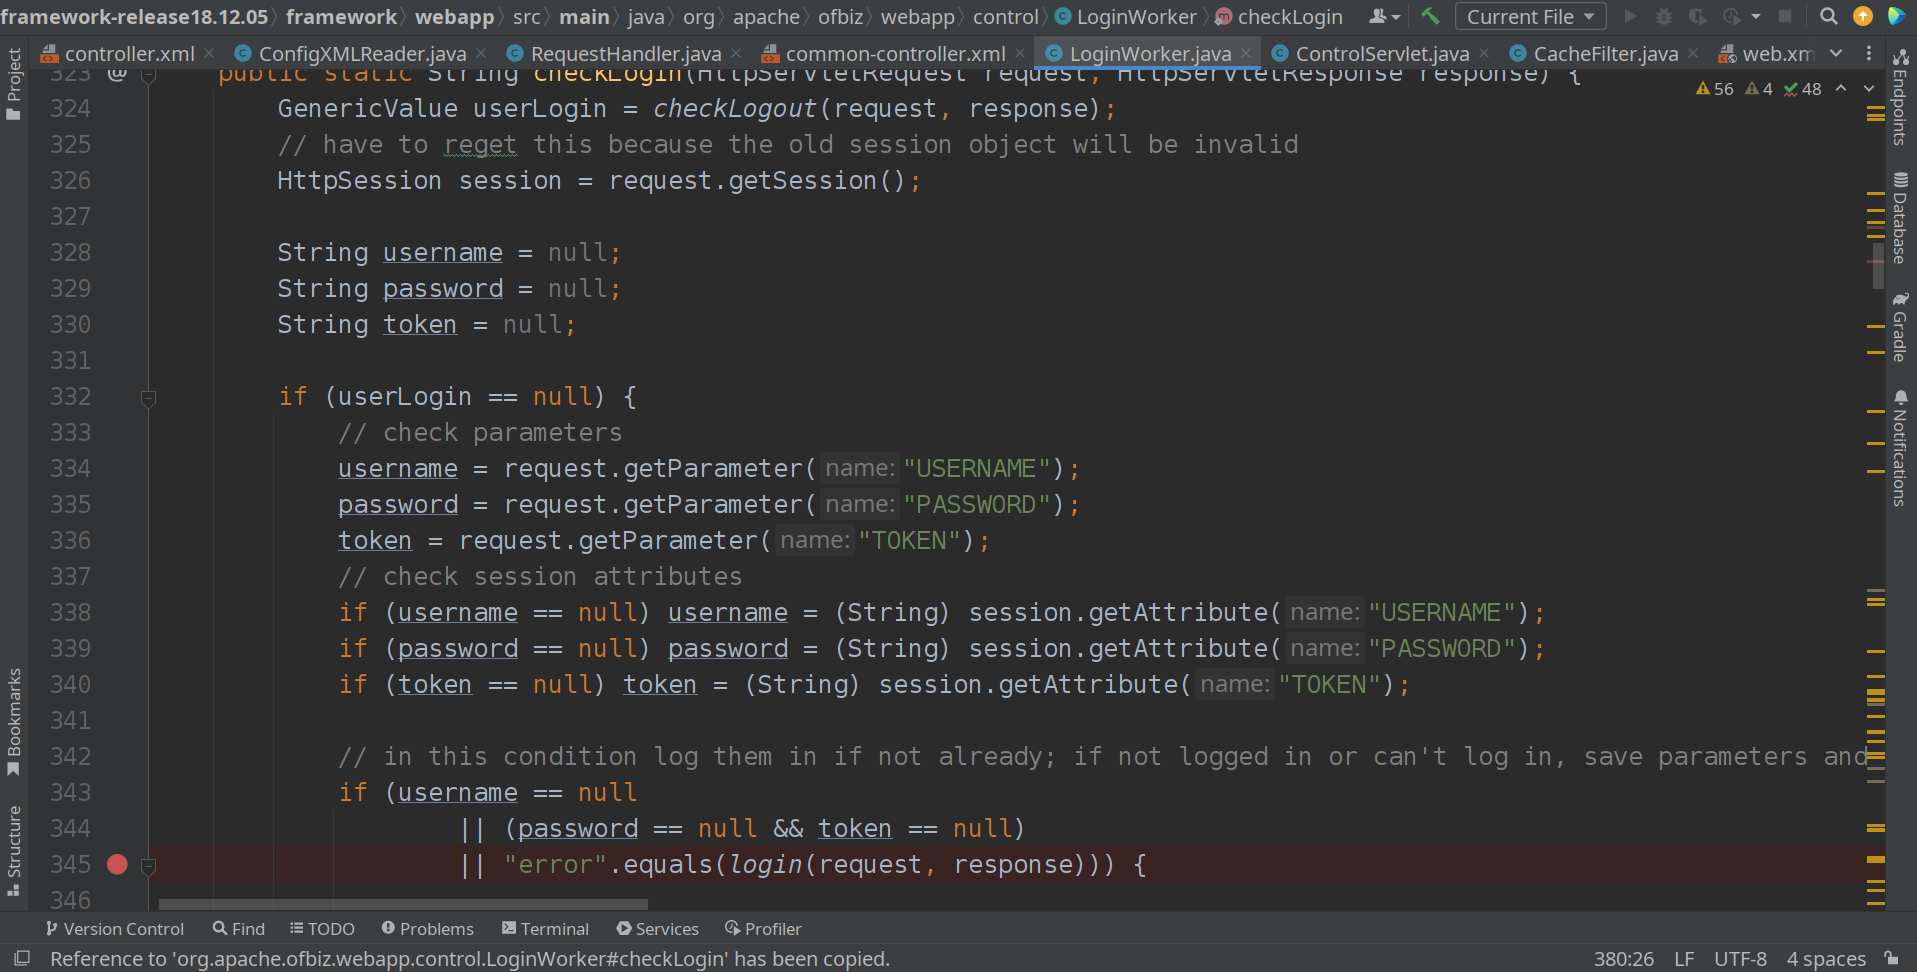 framework-release18.12.05 › framework › webapp › src › main › java › org › apache › ofbiz › webapp › control › LoginWorker › checkLogin Current File
controller.xml ConfigXMLReader.java RequestHandler.java common-controller.xml LoginWorker.java ControlServlet.java CacheFilter.java web.xm
Project
Bookmarks
Structure
323 @ public static String checkLogin(HttpServletRequest request, HttpServletResponse response) {
56 4 48
324 GenericValue userLogin = checkLogout(request, response);
325 // have to reget this because the old session object will be invalid
326 HttpSession session = request.getSession();
327
328 String username = null;
329 String password = null;
330 String token = null;
331
332 if (userLogin == null) {
333 // check parameters
334 username = request.getParameter( name: "USERNAME");
335 password = request.getParameter( name: "PASSWORD");
336 token = request.getParameter( name: "TOKEN");
337 // check session attributes
338 if (username == null) username = (String) session.getAttribute( name: "USERNAME");
339 if (password == null) password = (String) session.getAttribute( name: "PASSWORD");
340 if (token == null) token = (String) session.getAttribute( name: "TOKEN");
341
342 // in this condition log them in if not already; if not logged in or can't log in, save parameters and
343 if (username == null
344 || (password == null && token == null)
345 || "error".equals(login(request, response))) {
346
Endpoints
Database
Gradle
Notifications
Version Control Find TODO Problems Terminal Services Profiler
Reference to 'org.apache.ofbiz.webapp.control.LoginWorker#checkLogin' has been copied. 380:26 LF UTF-8 4 spaces